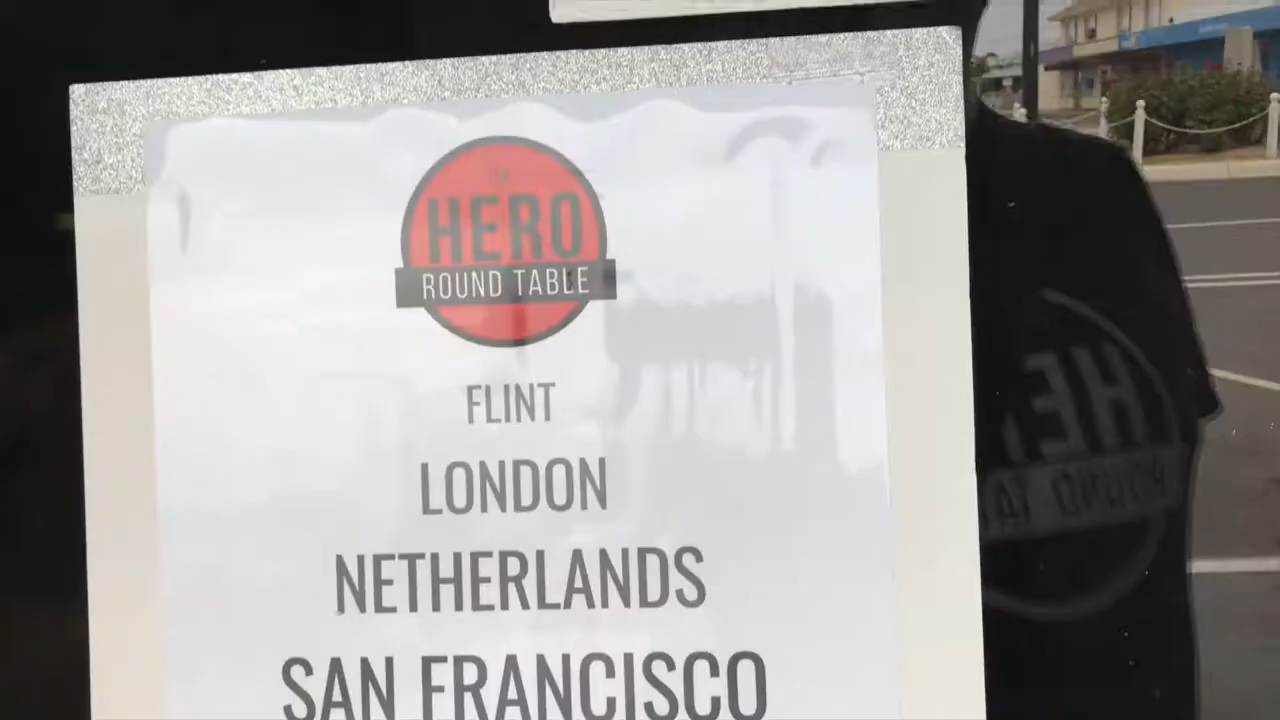 HERO
ROUND TABLE
FLINT
LONDON
NETHERLANDS
SAN FRANCISCO